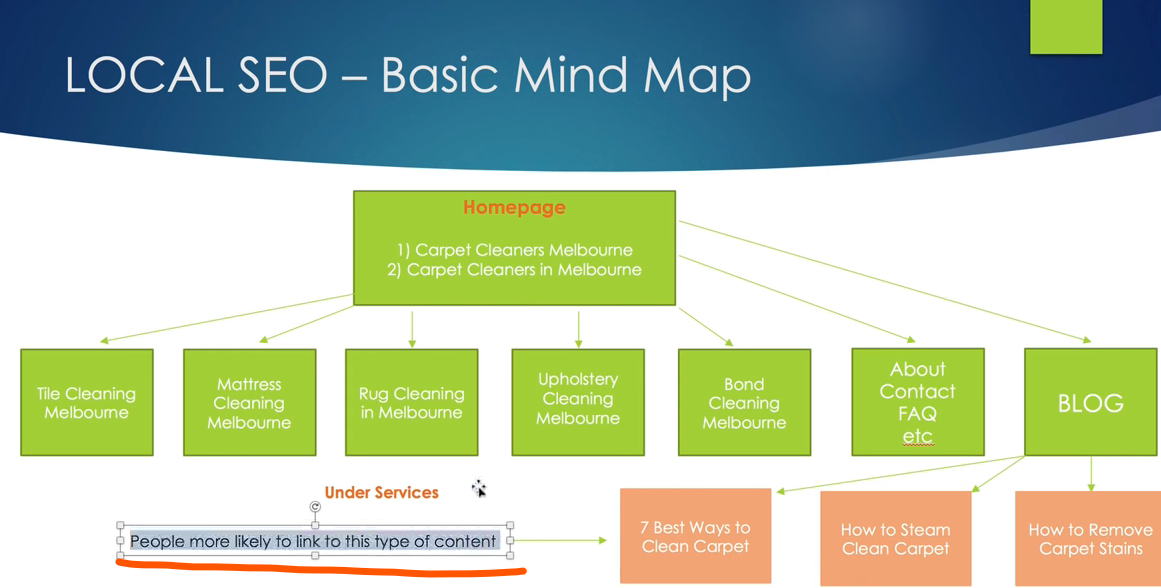 LOCAL SEO – Basic Mind Map
Homepage
1) Carpet Cleaners Melbourne
2) Carpet Cleaners in Melbourne
Tile Cleaning
Melbourne
Mattress
Cleaning
Melbourne
Rug Cleaning
in Melbourne
Upholstery
Cleaning
Melbourne
Bond
Cleaning
Melbourne
About
Contact
FAQ
etc
BLOG
Under Services
People more likely to link to this type of content
7 Best Ways to
Clean Carpet
How to Steam
Clean Carpet
How to Remove
Carpet Stains